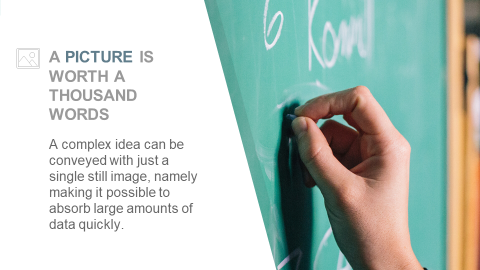 A PICTURE IS
WORTH A
THOUSAND
WORDS
A complex idea can be
conveyed with just a
single still image, namely
making it possible to
absorb large amounts of
data quickly.
6